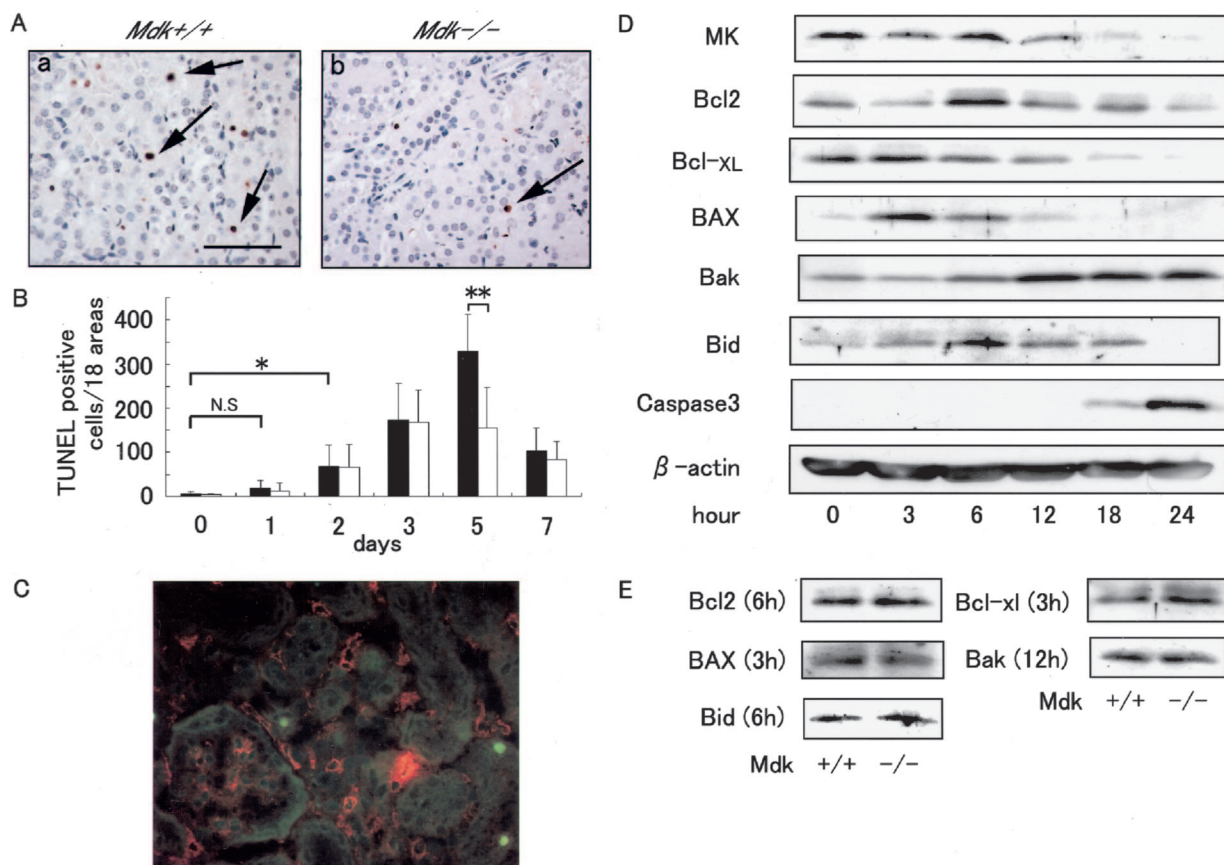 A
Mdk+/+
Mdk-/-
a
b
B
TUNEL positive
cells/18 areas
400
300
200
100
0
N.S
*
**
0 1 2 3 5 7
days
C
D
MK
Bcl2
Bcl-XL
BAX
Bak
Bid
Caspase3
β-actin
hour 0 3 6 12 18 24
E
Bcl2 (6h)
BAX (3h)
Bid (6h)
Mdk +/+ -/-
Bcl-xl (3h)
Bak (12h)
Mdk +/+ -/-